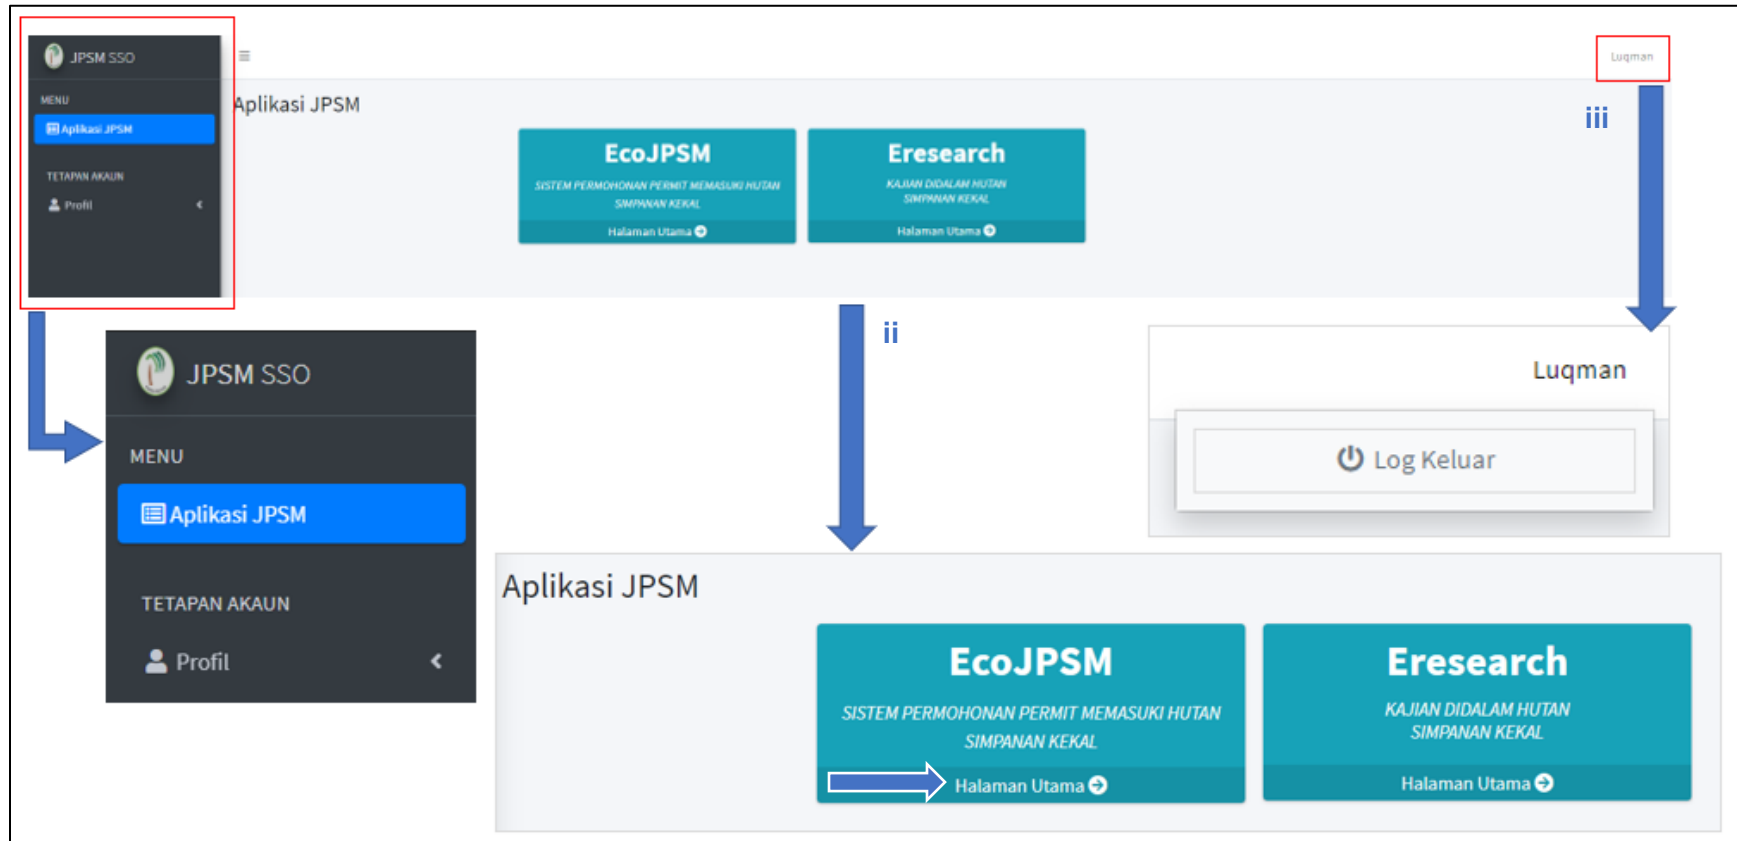 JPSM SSO
Luqman
MENU
Aplikasi JPSM
Aplikasi JPSM
TETAPAN AKAUN
Profil
EcoJPSM
SISTEM PERMOHONAN PERMIT MEMASUKI HUTAN
SIMPANAN KEKAL
Halaman Utama
Eresearch
KAJIAN DIDALAM HUTAN
SIMPANAN KEKAL
Halaman Utama
iii
ii
JPSM SSO
MENU
Aplikasi JPSM
TETAPAN AKAUN
Profil
Luqman
Log Keluar
Aplikasi JPSM
EcoJPSM
SISTEM PERMOHONAN PERMIT MEMASUKI HUTAN
SIMPANAN KEKAL
Halaman Utama
Eresearch
KAJIAN DIDALAM HUTAN
SIMPANAN KEKAL
Halaman Utama